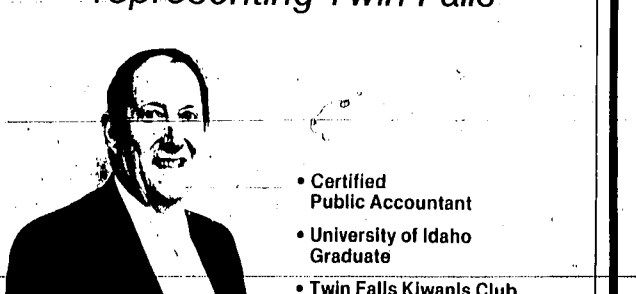 representing Twin Falls
• Certified
Public Accountant
• University of Idaho
Graduate
• Twin Falls Kiwanis Club